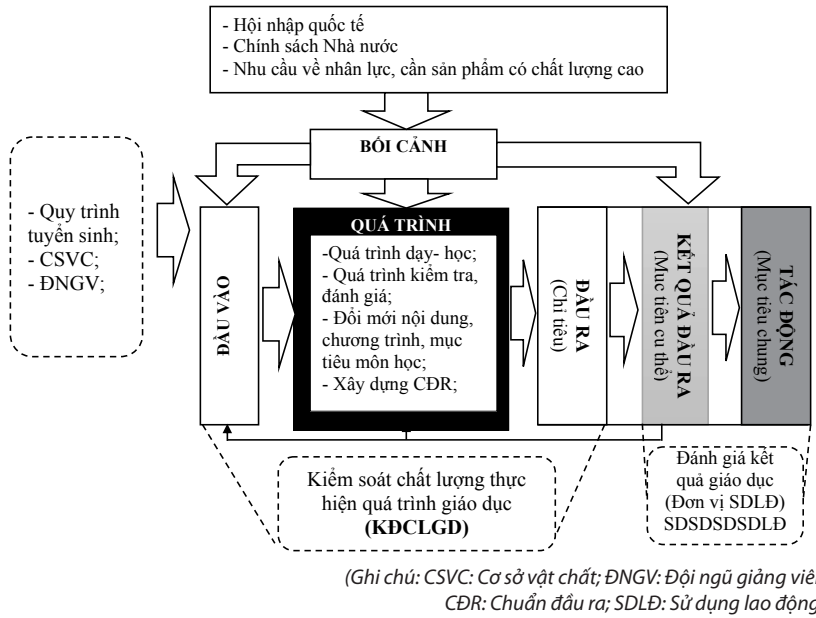 - Hội nhập quốc tế
- Chính sách Nhà nước
- Nhu cầu về nhân lực, cần sản phẩm có chất lượng cao
BỐI CẢNH
- Quy trình
tuyển sinh;
- CSVC;
- ĐNGV;
ĐẦU VÀO
QUÁ TRÌNH
-Quá trình dạy- học;
- Quá trình kiểm tra,
đánh giá;
- Đổi mới nội dung,
chương trình, mục
tiêu môn học;
- Xây dựng CĐR;
ĐẦU RA
(Chỉ tiêu)
KẾT QUẢ ĐẦU RA
(Mục tiên cu thể)
TÁC ĐỘNG
(Mục tiêu chung)
Kiểm soát chất lượng thực
hiện quá trình giáo dục
(KĐCLGD)
Đánh giá kết
quả giáo dục
(Đơn vị SDLĐ)
SDSDSDSDLĐ
(Ghi chú: CSVC: Cơ sở vật chất; ĐNGV: Đội ngũ giảng viên
CĐR: Chuẩn đầu ra; SDLĐ: Sử dụng lao động